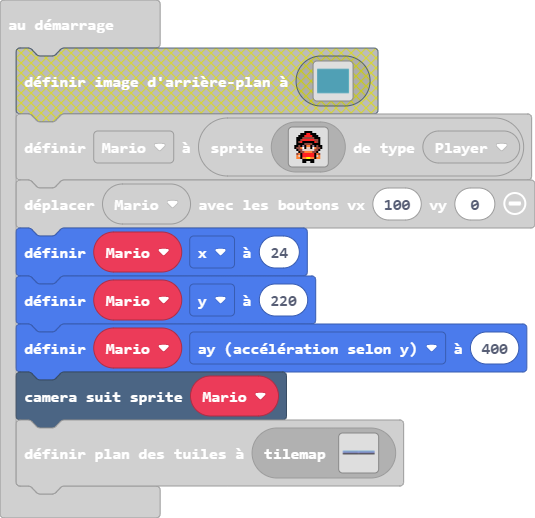 au démarrage
définir image d'arrière-plan à
définir Mario à sprite de type Player
déplacer Mario avec les boutons vx 100 vy 0
définir Mario x à 24
définir Mario y à 220
définir Mario ay (accélération selon y) à 400
camera suit sprite Mario
définir plan des tuiles à tilemap